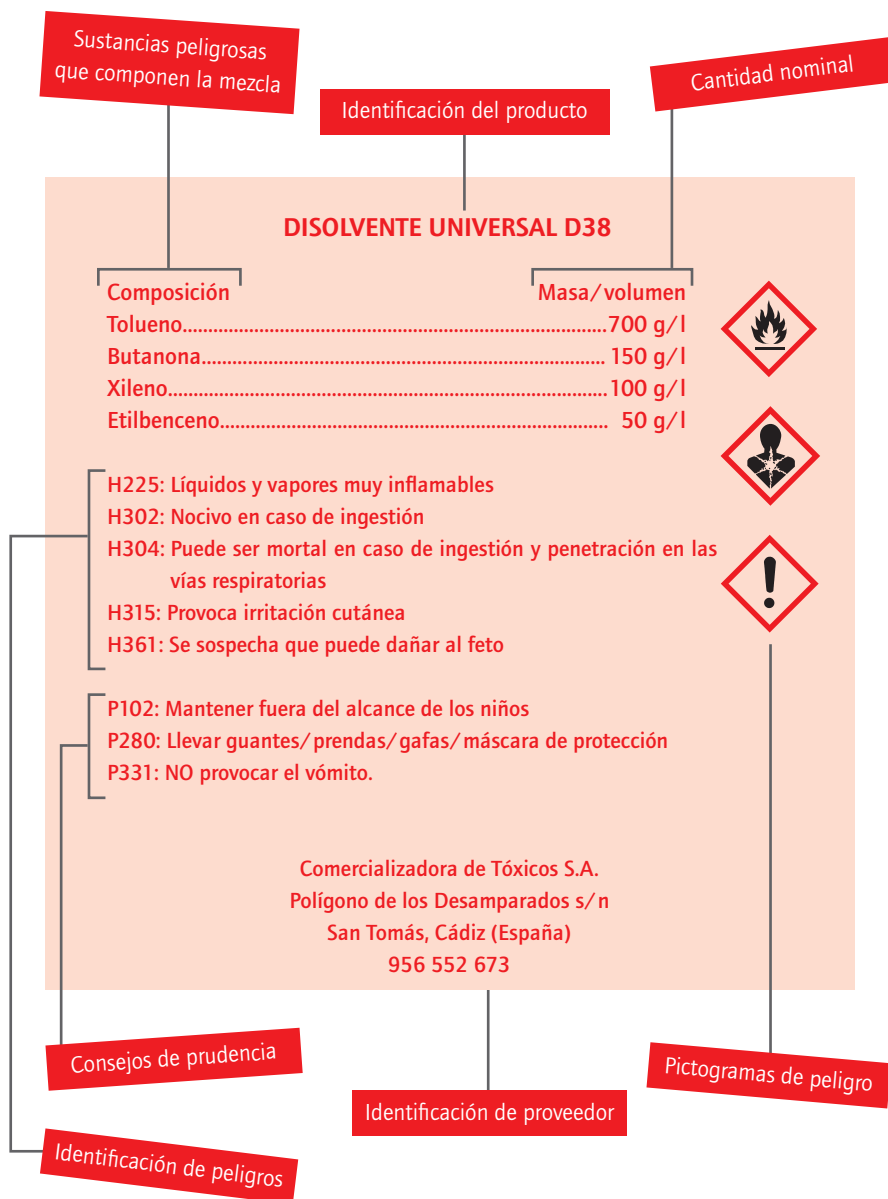 Sustancias peligrosas
que componen la mezcla
Identificación del producto
Cantidad nominal
DISOLVENTE UNIVERSAL D38
Composición Masa/volumen
Tolueno..........................................................................................700 g/l
Butanona....................................................................................... 150 g/l
Xileno.............................................................................................100 g/l
Etilbenceno.................................................................................... 50 g/l
H225: Líquidos y vapores muy inflamables
H302: Nocivo en caso de ingestión
H304: Puede ser mortal en caso de ingestión y penetración en las
vías respiratorias
H315: Provoca irritación cutánea
H361: Se sospecha que puede dañar al feto
P102: Mantener fuera del alcance de los niños
P280: Llevar guantes/prendas/gafas/máscara de protección
P331: NO provocar el vómito.
Comercializadora de Tóxicos S.A.
Polígono de los Desamparados s/n
San Tomás, Cádiz (España)
956 552 673
Consejos de prudencia
Pictogramas de peligro
Identificación de proveedor
Identificación de peligros